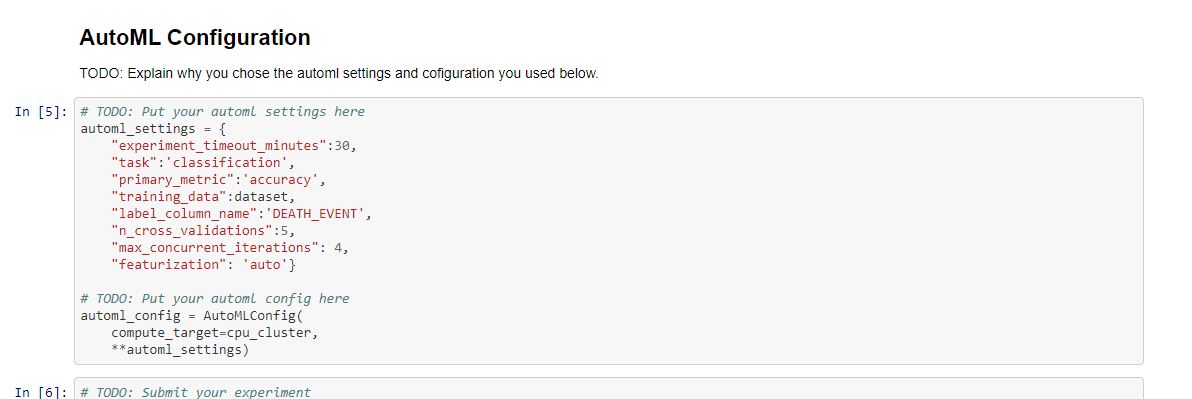 AutoML Configuration
TODO: Explain why you chose the automl settings and cofiguration you used below.
In [5]: # TODO: Put your automl settings here
automl_settings = {
    "experiment_timeout_minutes":30,
    "task":'classification',
    "primary_metric":'accuracy',
    "training_data":dataset,
    "label_column_name":'DEATH_EVENT',
    "n_cross_validations":5,
    "max_concurrent_iterations": 4,
    "featurization": 'auto'}
# TODO: Put your automl config here
automl_config = AutoMLConfig(
    compute_target=cpu_cluster,
    **automl_settings)
In [6]: # TODO: Submit your experiment